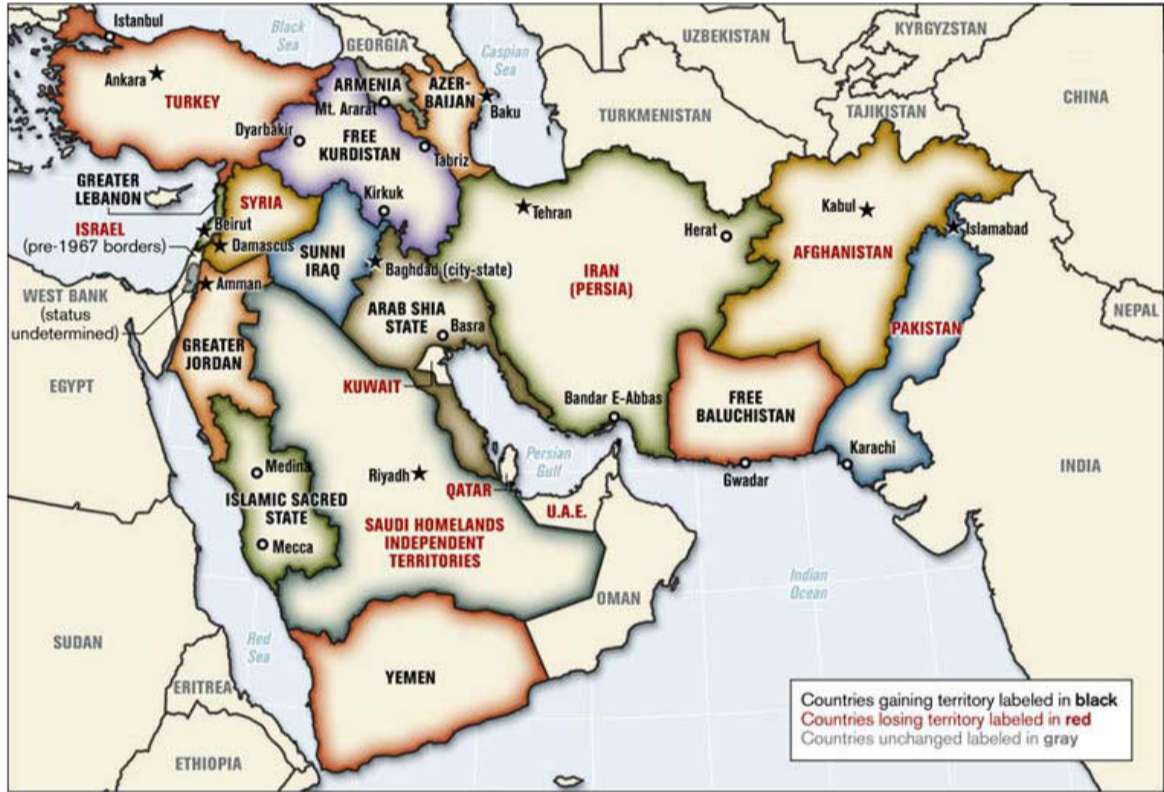 Istanbul
Black
Sea
GEORGIA
Caspian
Sea
UZBEKISTAN
KYRGYZSTAN
Ankara
TURKEY
ARMENIA
AZER-
BAIJAN
Baku
Mt. Ararat
TURKMENISTAN
TAJIKISTAN
CHINA
Dyarbakir
FREE
KURDISTAN
Tabriz
GREATER
LEBANON
SYRIA
Kirkuk
Tehran
Herat
Kabul
Islamabad
ISRAEL
(pre-1967 borders)
Beirut
Damascus
SUNNI
IRAQ
Baghdad (city-state)
IRAN
(PERSIA)
AFGHANISTAN
WEST BANK
(status
undetermined)
Amman
ARAB SHIA
STATE
Basra
PAKISTAN
NEPAL
GREATER
JORDAN
EGYPT
KUWAIT
Bandar E-Abbas
FREE
BALUCHISTAN
Karachi
Persian
Gulf
Gwadar
INDIA
Medina
ISLAMIC SACRED
STATE
Mecca
Riyadh
QATAR
U.A.E.
SAUDI HOMELANDS
INDEPENDENT
TERRITORIES
OMAN
Indian
Ocean
SUDAN
Red
Sea
YEMEN
ERITREA
ETHIOPIA
Countries gaining territory labeled in black
Countries losing territory labeled in red
Countries unchanged labeled in gray